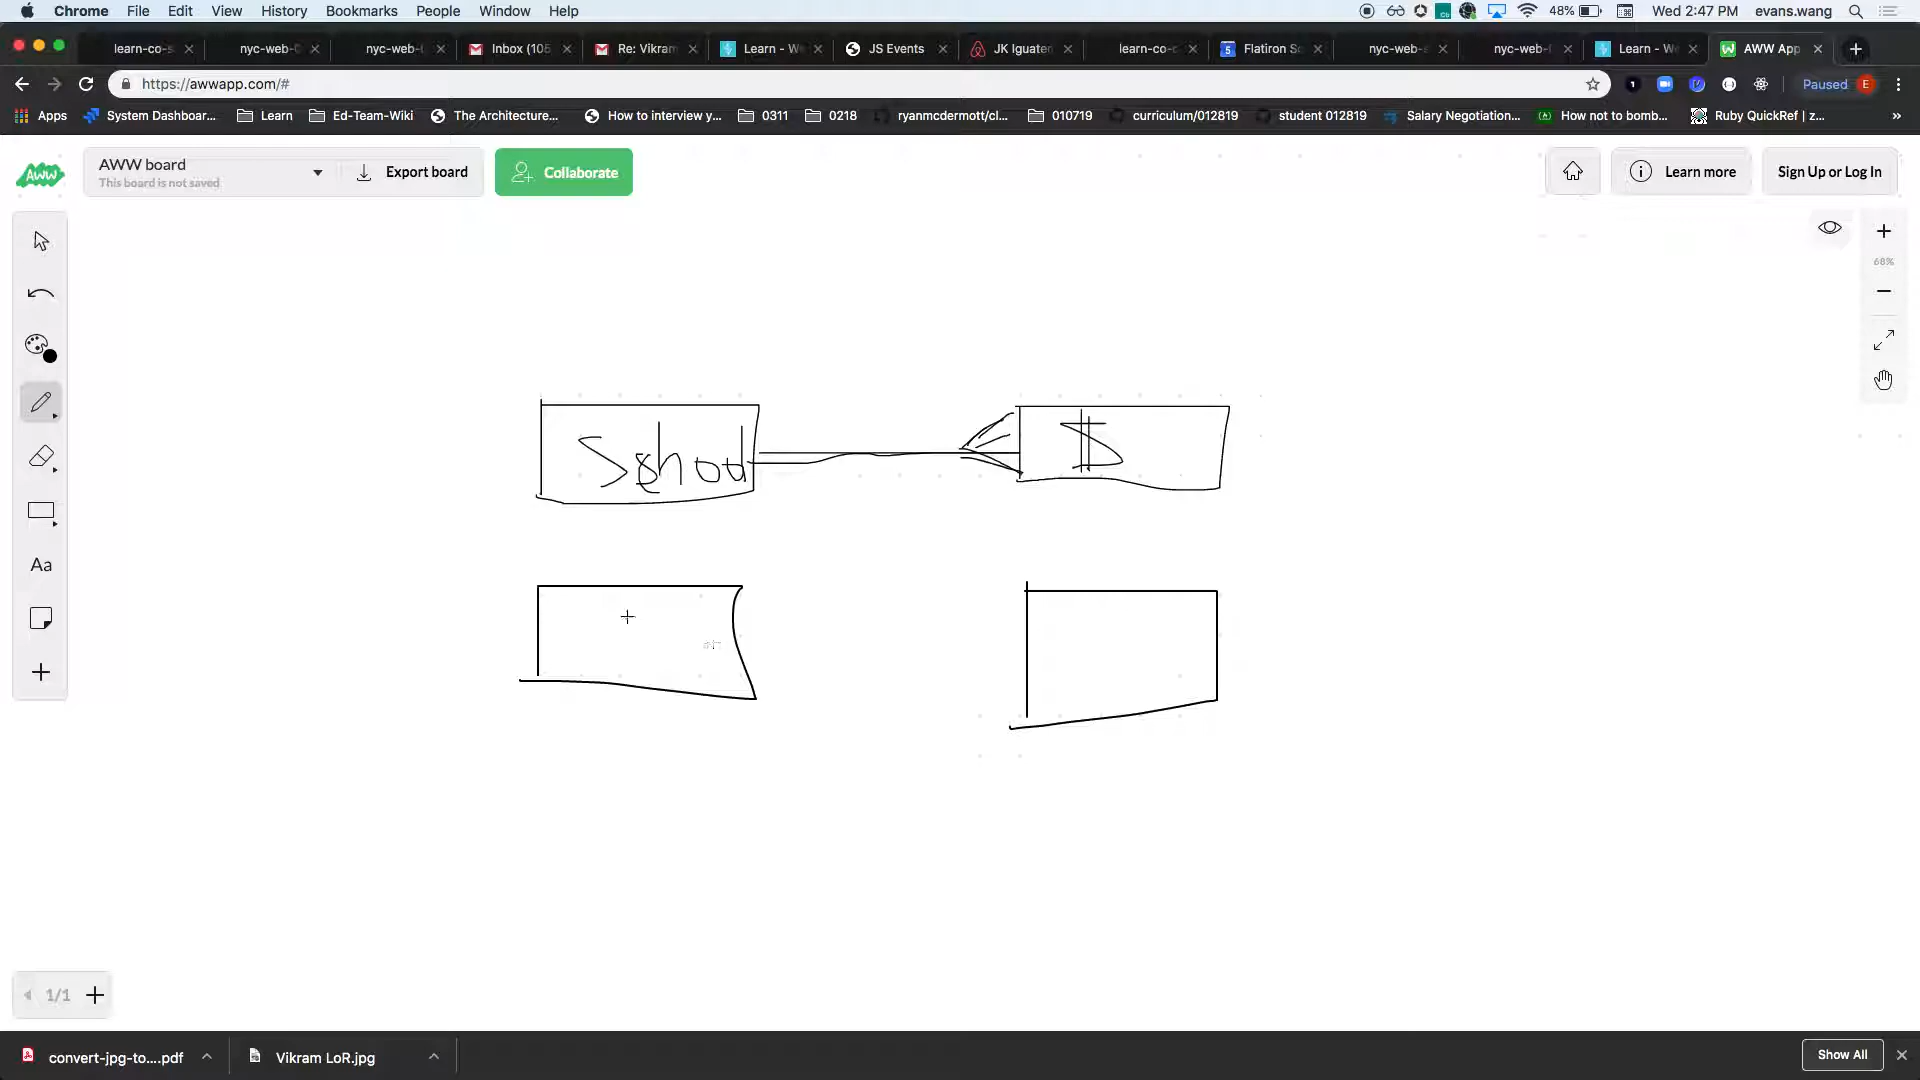 Chrome File Edit View History Bookmarks People Window Help 48% Wed 2:47 PM evans.wang
learn-co-s nyc-web- nyc-web- Inbox (10 Re: Vikram Learn - W JS Events JK Iguate learn-co-c Flatiron Sc nyc-web- nyc-web- Learn - W AWW App
https://awwapp.com/# Paused E
Apps System Dashboar... Learn Ed-Team-Wiki The Architecture... How to interview y... 0311 0218 ryanmcdermott/cl... 010719 curriculum/012819 student 012819 Salary Negotiation... How not to bomb... Ruby QuickRef | z... »
AWW
AWW board
This board is not saved
Export board
Collaborate
Learn more
Sign Up or Log In
68%
$
Aa
1/1
convert-jpg-to....pdf
Vikram LoR.jpg
Show All